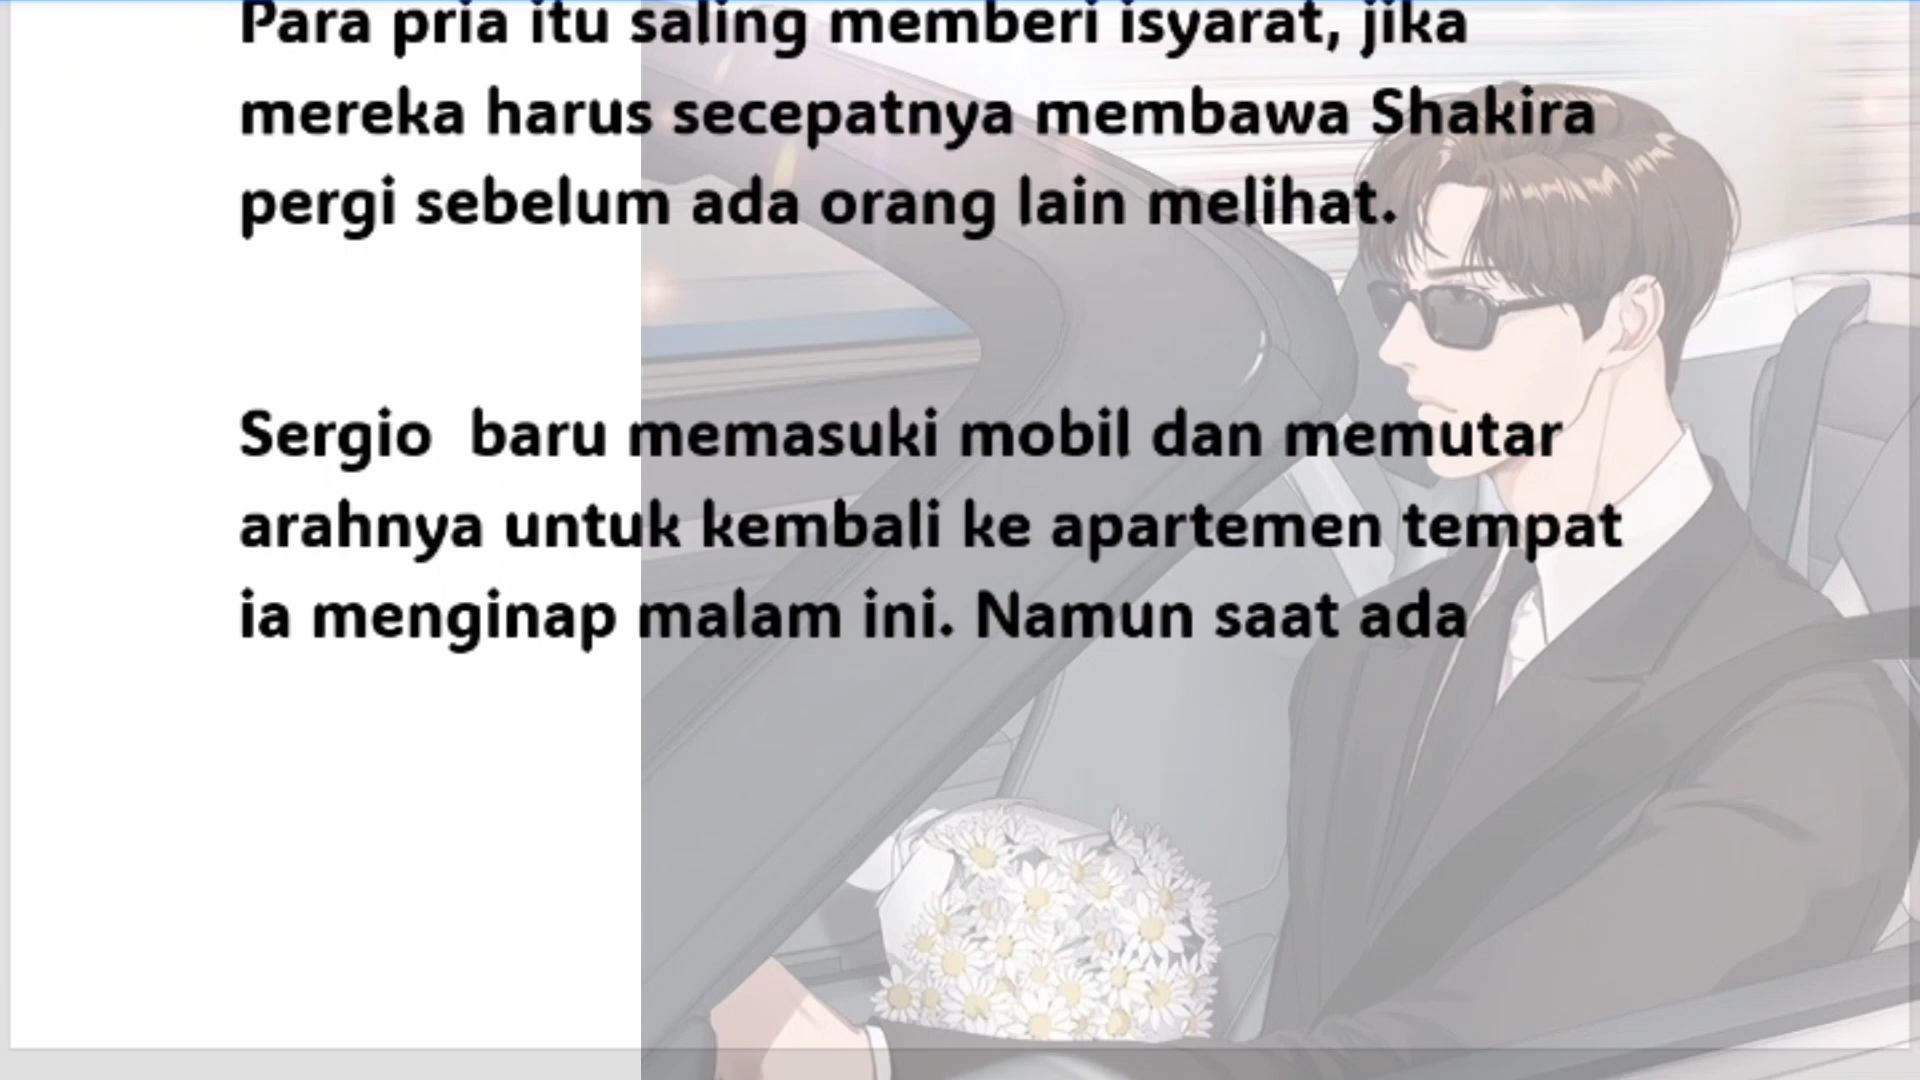 Para pria itu saling memberi isyarat, jika
mereka harus secepatnya membawa Shakira
pergi sebelum ada orang lain melihat.
Sergio  baru memasuki mobil dan memutar
arahnya untuk kembali ke apartemen tempat
ia menginap malam ini. Namun saat ada